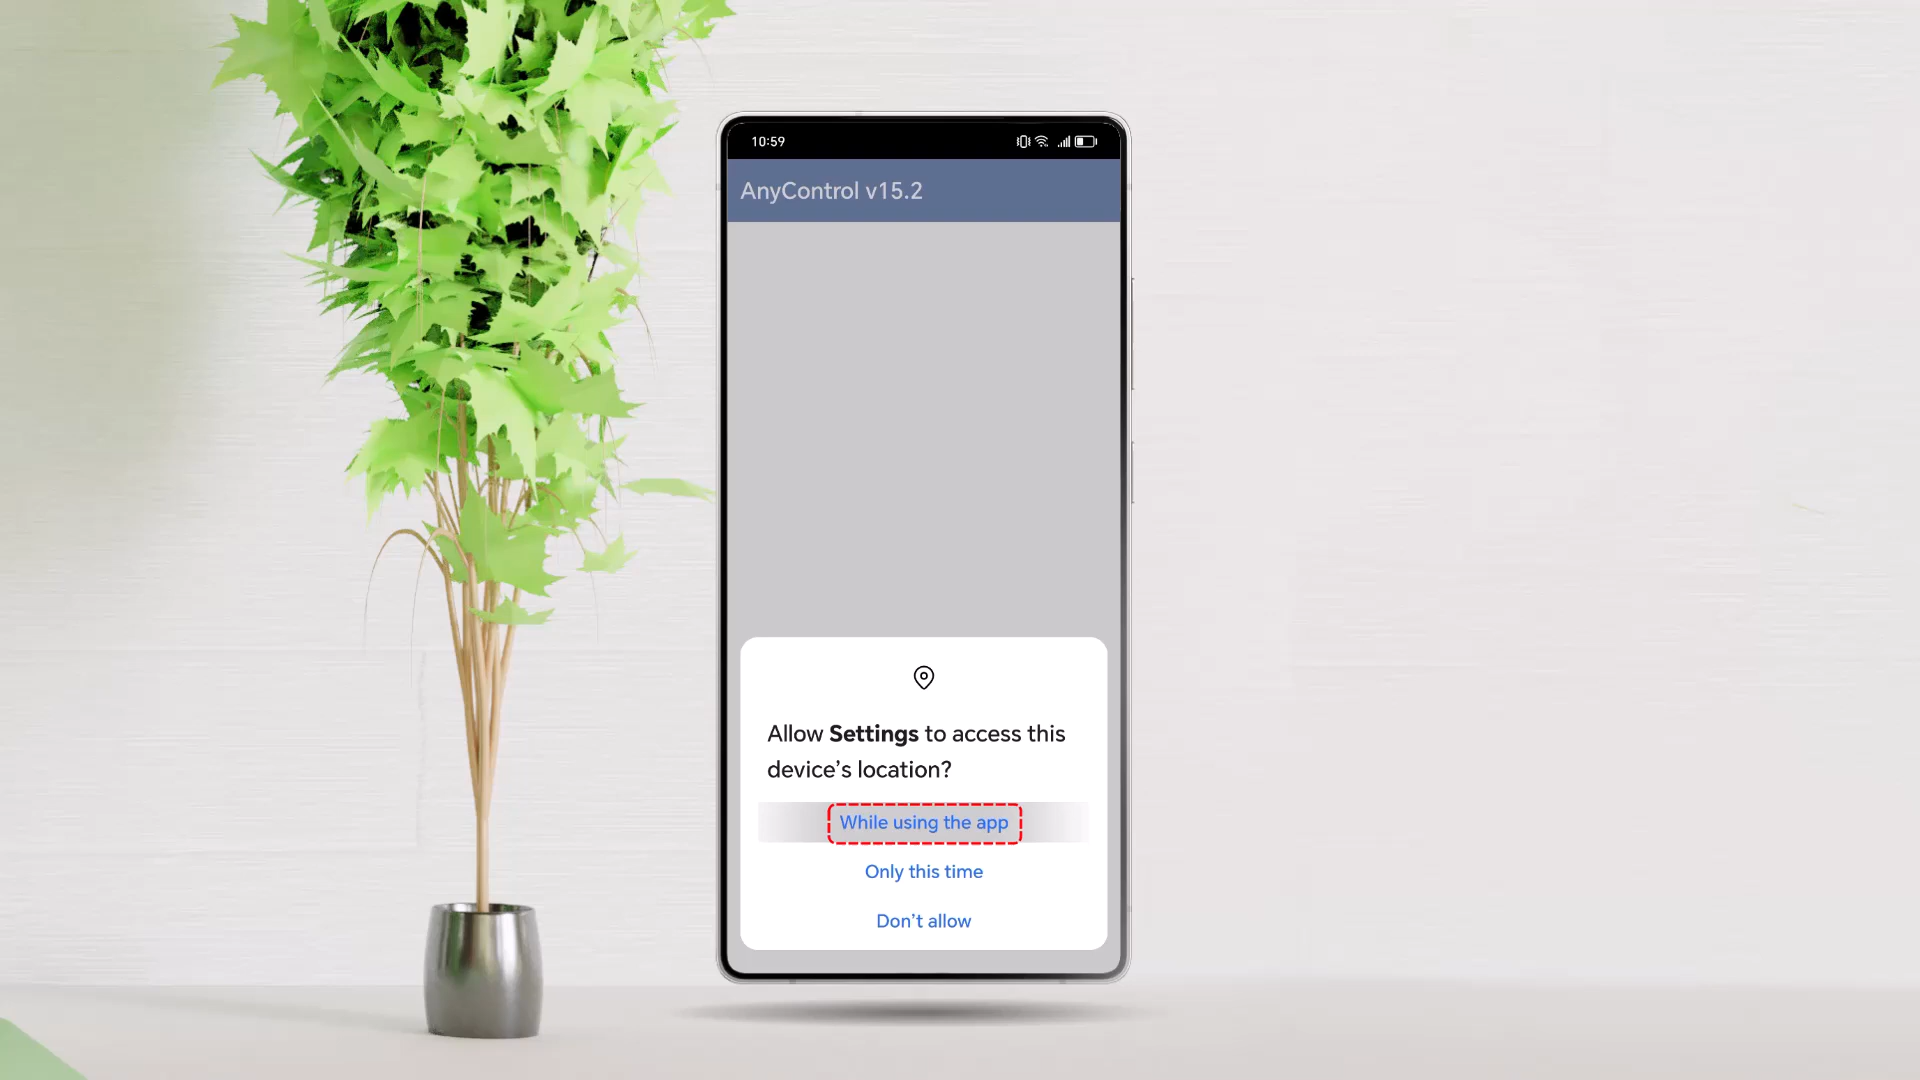 10:59
AnyControl v15.2
Allow Settings to access this
device’s location?
While using the app
Only this time
Don’t allow